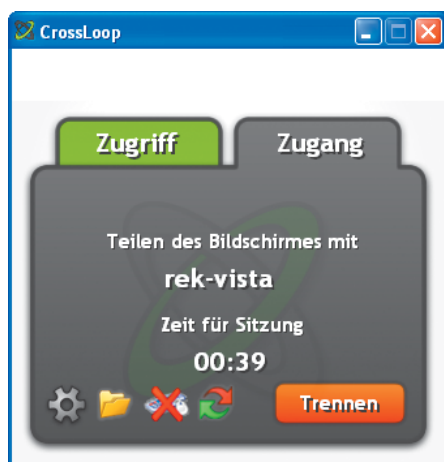 CrossLoop
Zugriff
Zugang
Teilen des Bildschirmes mit
rek-vista
Zeit für Sitzung
00:39
Trennen